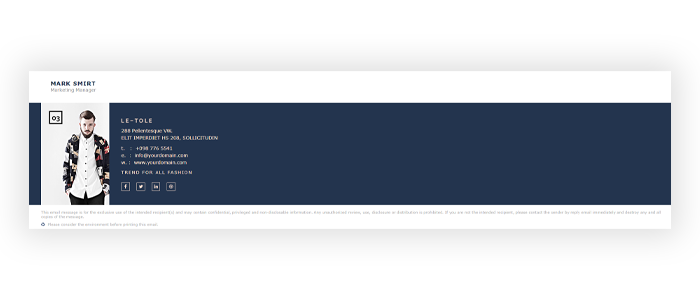 MARK SMIRT
Marketing Manager
03
LE-TOLE
288 Pellentesque VW.
ELIT IMPERDIET HS 208, SOLLICITUDIN
t. : +098 776 5541
e. : info@yourdomain.com
w. : www.yourdomain.com
TREND FOR ALL FASHION
This email message is for the exclusive use of the intended recipient(s) and may contain confidential, privileged and non-disclosable information. Any unauthorized review, use, disclosure or distribution is prohibited. If you are not the intended recipient, please contact the sender by reply email immediately and destroy any and all
copies of the message.
Please consider the environment before printing this email.